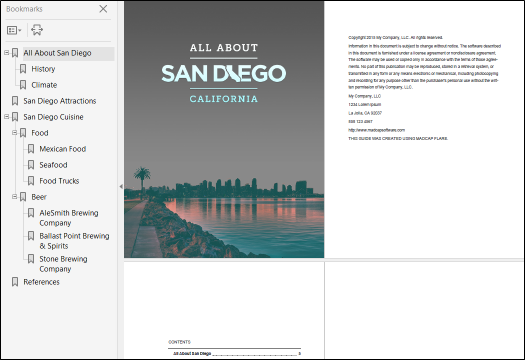 Bookmarks
All About San Diego
History
Climate
San Diego Attractions
San Diego Cuisine
Food
Mexican Food
Seafood
Food Trucks
Beer
AleSmith Brewing
Company
Ballast Point Brewing
& Spirits
Stone Brewing
Company
References
ALL ABOUT
SAN DIEGO
CALIFORNIA
Copyright 2019 My Company, LLC. All rights reserved.
Information in this document is subject to change without notice. The software described
in this document is furnished under a license agreement or nondisclosure agreement.
The software may be used or copied only in accordance with the terms of those agree-
ments. No part of this publication may be reproduced, stored in a retrieval system, or
transmitted in any form or any means electronic or mechanical, including photocopying
and recording for any purpose other than the purchaser's personal use without the writ-
ten permission of My Company, LLC.
My Company, LLC
1234 Lorem Ipsum
La Jolla, CA 92037
858 123 4567
http://www.madcapsoftware.com
THIS GUIDE WAS CREATED USING MADCAP FLARE.
CONTENTS
All About San Diego 5